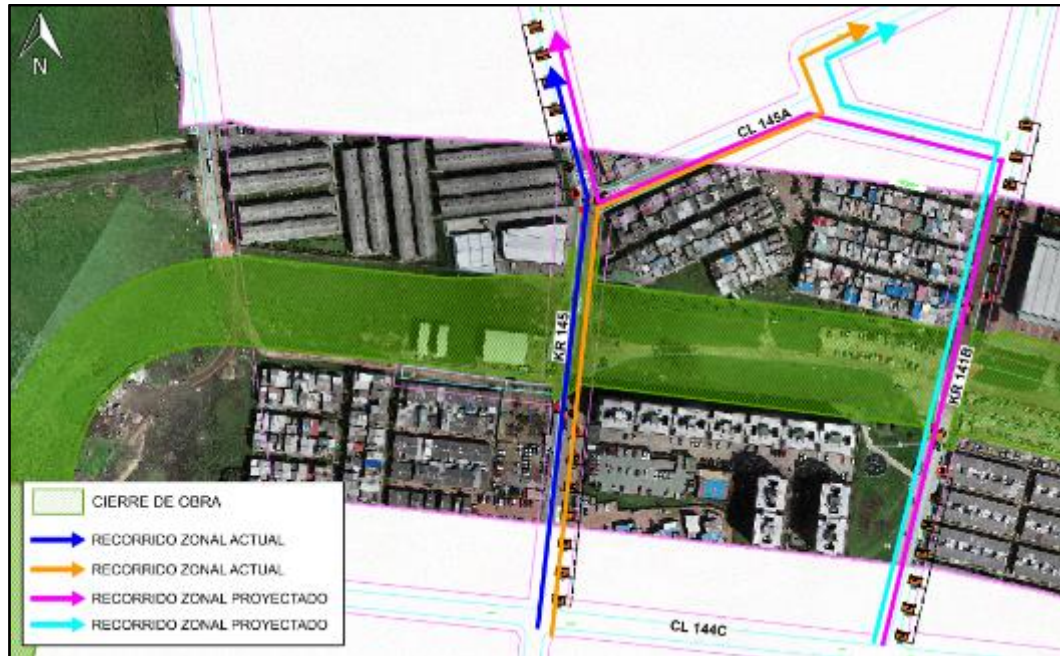 N
CL 145A
KR 145
KR 141B
CL 144C
CIERRE DE OBRA
RECORRIDO ZONAL ACTUAL
RECORRIDO ZONAL ACTUAL
RECORRIDO ZONAL PROYECTADO
RECORRIDO ZONAL PROYECTADO